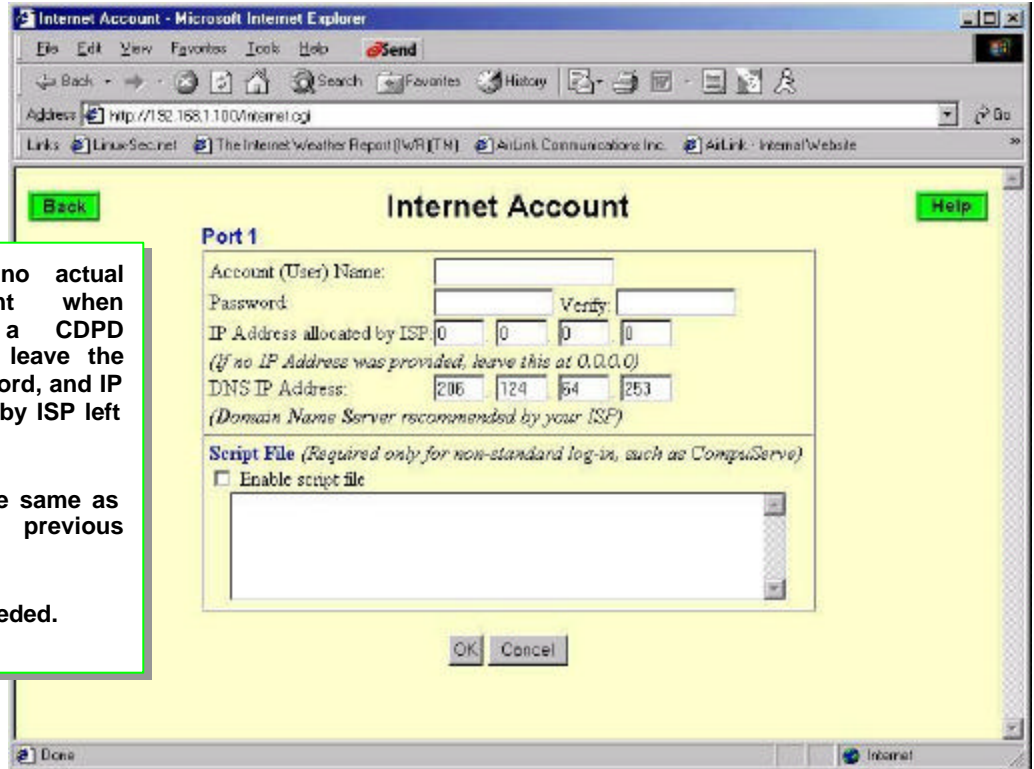 Internet Account - Microsoft Internet Explorer
File Edit View Favorites Tools Help Send
Back Search Favorites History
Address http://192.168.1.100/Internet.cgi Go
Links LinuxSec.net The Internet Weather Report (IWR)(TM) AirLink Communications Inc. AirLink - Internal Website »
Back Internet Account Help
Port 1
Account (User) Name:
Password: Verify:
IP Address allocated by ISP: 0 . 0 . 0 . 0
(If no IP Address was provided, leave this at 0.0.0.0)
DNS IP Address: 206 . 124 . 64 . 253
(Domain Name Server recommended by your ISP)
Script File (Required only for non-standard log-in, such as CompuServe)
Enable script file
OK Cancel
no actual
nt when
a CDPD
leave the
ord, and IP
by ISP left
e same as
previous
eded.
Done Internet